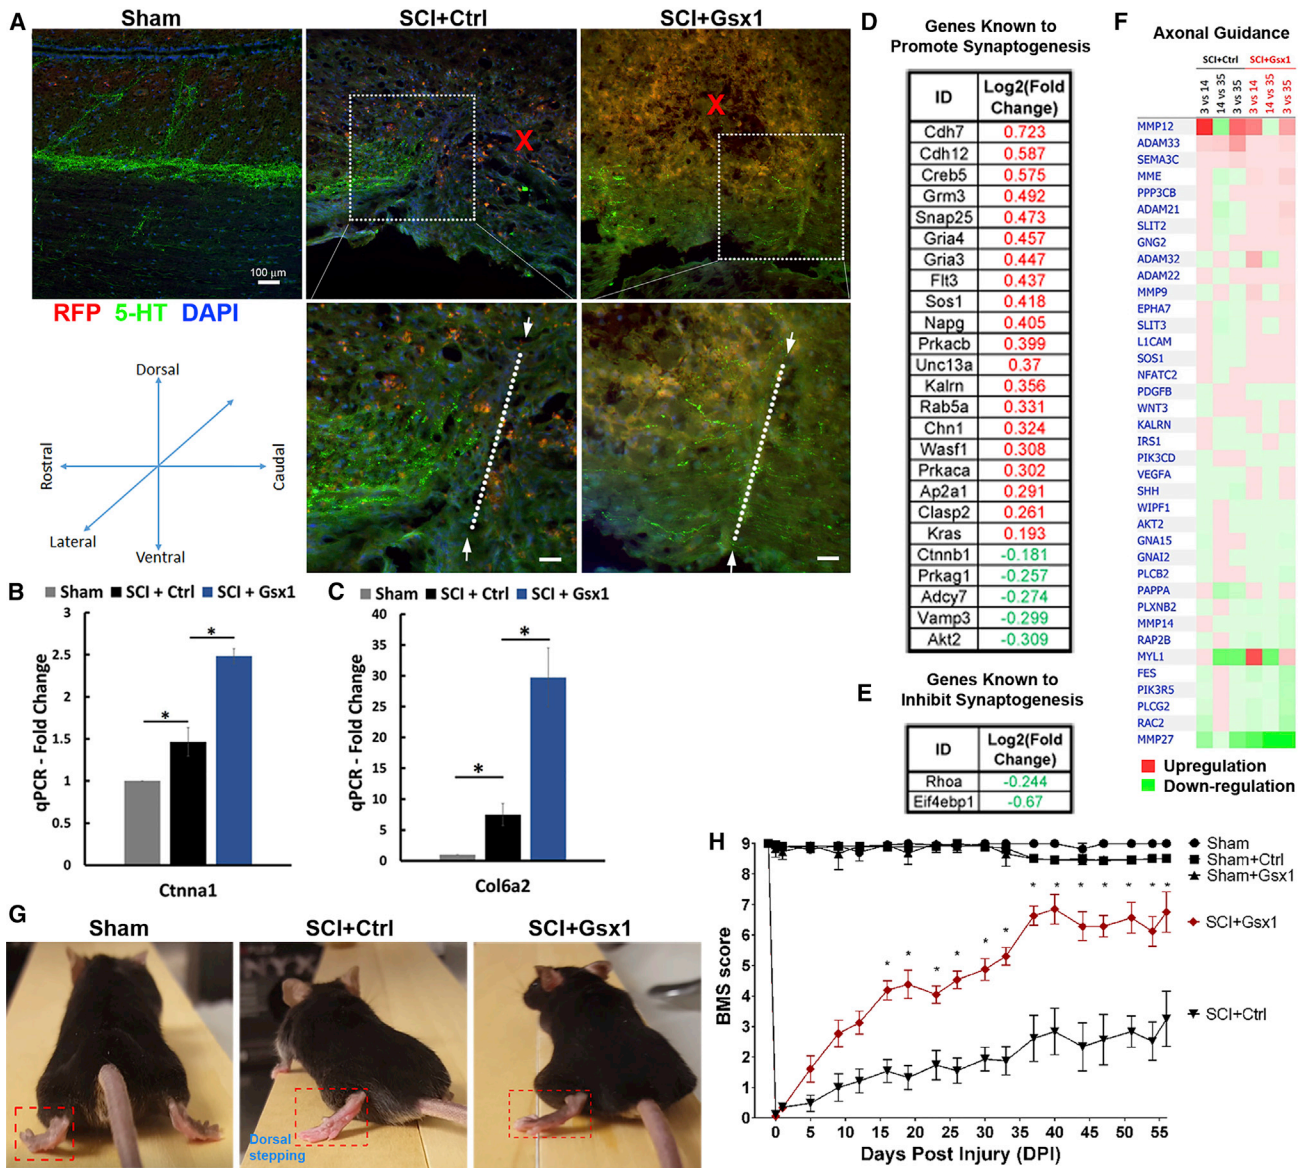 A
Sham
SCI+Ctrl
SCI+Gsx1
X
X
100 µm
RFP 5-HT DAPI
Dorsal
Rostral
Caudal
Lateral
Ventral
B
Sham SCI + Ctrl SCI + Gsx1
qPCR - Fold Change
3
2.5
2
1.5
1
0.5
0
*
*
Ctnna1
C
Sham SCI + Ctrl SCI + Gsx1
qPCR - Fold Change
40
35
30
25
20
15
10
5
0
*
*
Col6a2
D
Genes Known to
Promote Synaptogenesis
ID Log2(Fold Change)
Cdh7 0.723
Cdh12 0.587
Creb5 0.575
Grm3 0.492
Snap25 0.473
Gria4 0.457
Gria3 0.447
Flt3 0.437
Sos1 0.418
Napg 0.405
Prkacb 0.399
Unc13a 0.37
Kalrn 0.356
Rab5a 0.331
Chn1 0.324
Wasf1 0.308
Prkaca 0.302
Ap2a1 0.291
Clasp2 0.261
Kras 0.193
Ctnnb1 -0.181
Prkag1 -0.257
Adcy7 -0.274
Vamp3 -0.299
Akt2 -0.309
E
Genes Known to
Inhibit Synaptogenesis
ID Log2(Fold Change)
Rhoa -0.244
Eif4ebp1 -0.67
F
Axonal Guidance
SCI+Ctrl SCI+Gsx1
3 vs 14
14 vs 35
3 vs 35
3 vs 14
14 vs 35
3 vs 35
MMP12
ADAM33
SEMA3C
MME
PPP3CB
ADAM21
SLIT2
GNG2
ADAM32
ADAM22
MMP9
EPHA7
SLIT3
L1CAM
SOS1
NFATC2
PDGFB
WNT3
KALRN
IRS1
PIK3CD
VEGFA
SHH
WIPF1
AKT2
GNA15
GNAI2
PLCB2
PAPPA
PLXNB2
MMP14
RAP2B
MYL1
FES
PIK3R5
PLCG2
RAC2
MMP27
Upregulation
Down-regulation
G
Sham
SCI+Ctrl
SCI+Gsx1
Dorsal
stepping
H
BMS score
9
8
7
6
5
4
3
2
1
0
* * * * * * * * * * * * *
0 5 10 15 20 25 30 35 40 45 50 55
Days Post Injury (DPI)
Sham
Sham+Ctrl
Sham+Gsx1
SCI+Gsx1
SCI+Ctrl